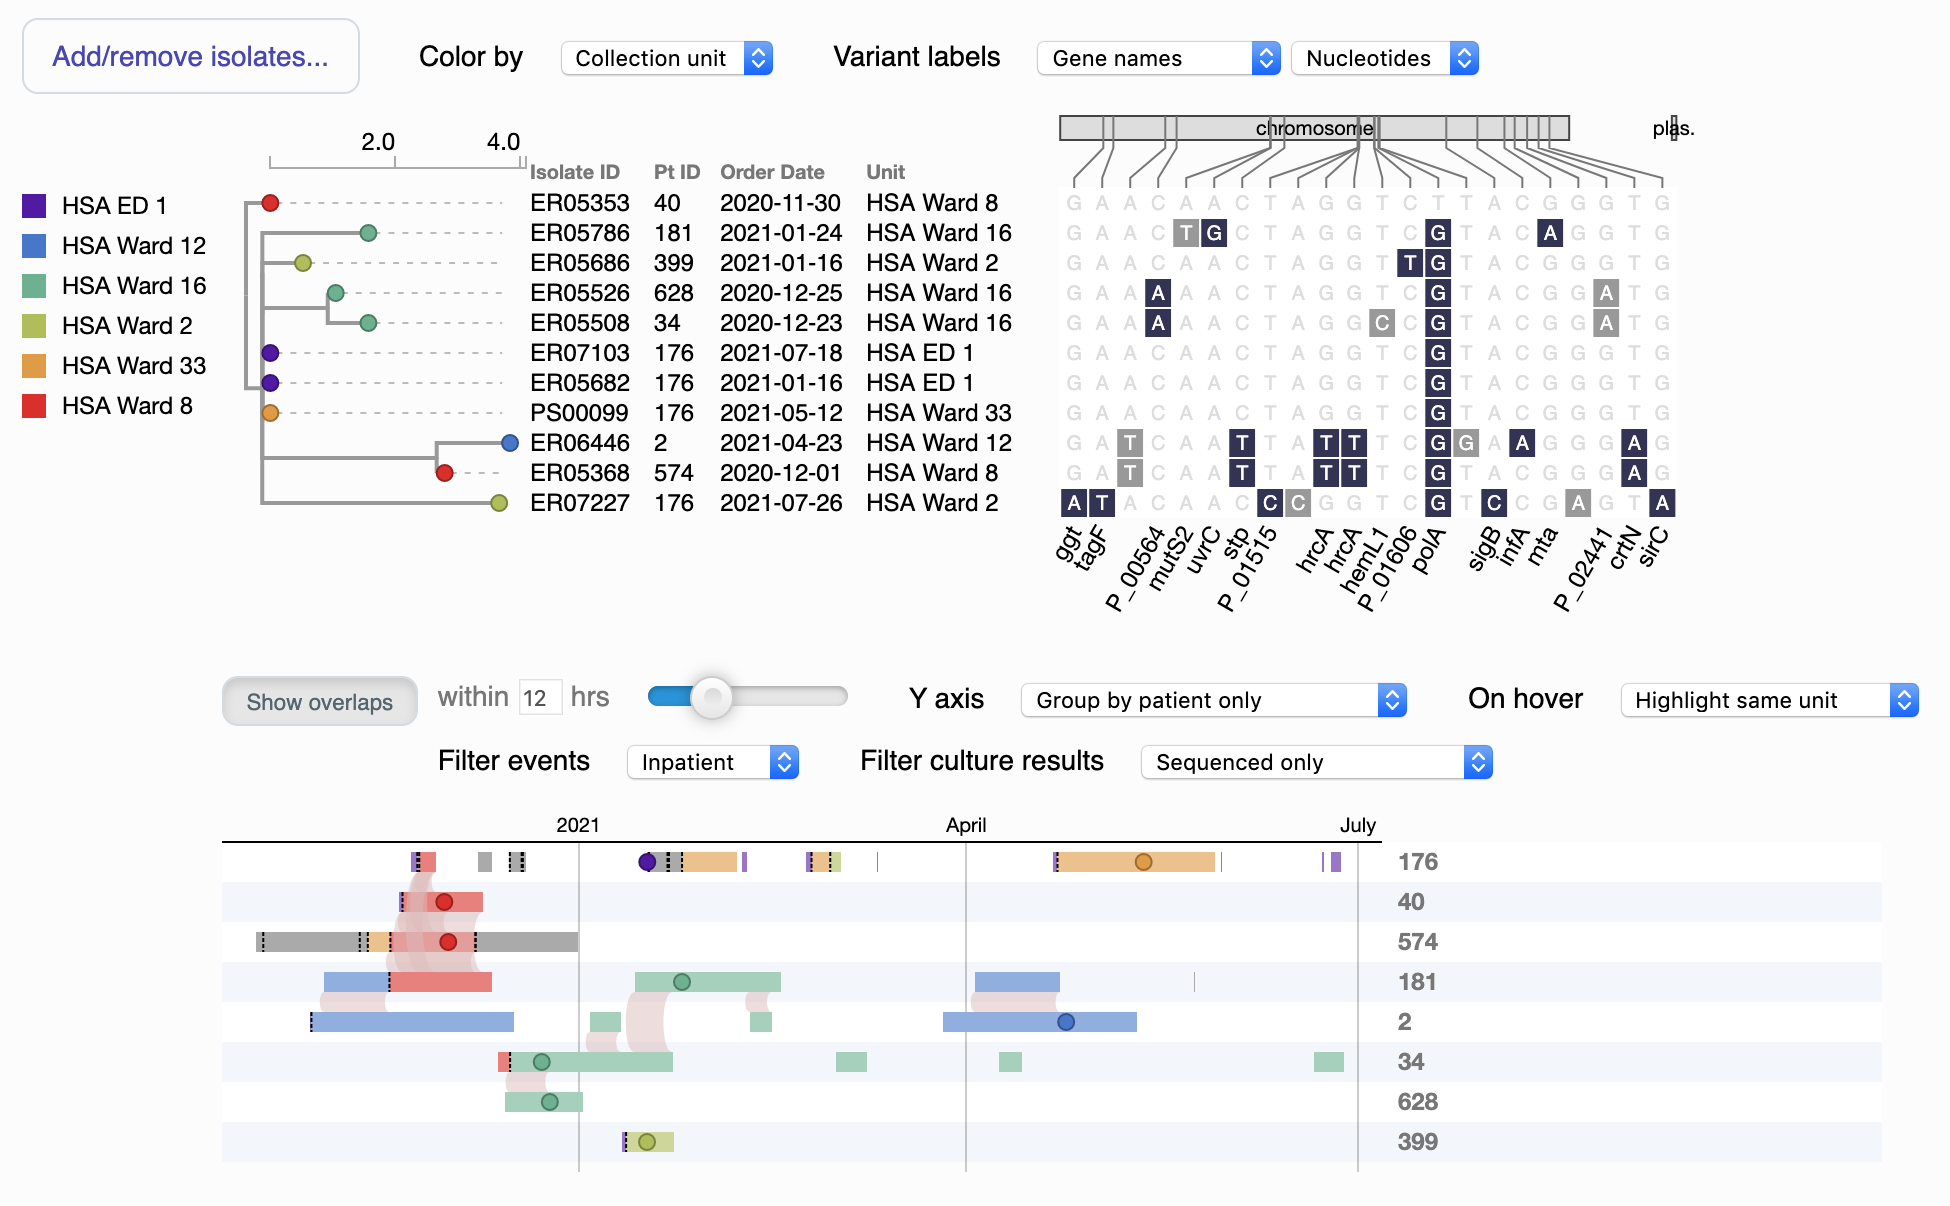 Add/remove isolates...
Color by
Collection unit
Variant labels
Gene names
Nucleotides
chromosome
plas.
2.0
4.0
Isolate ID Pt ID Order Date Unit
HSA ED 1
HSA Ward 12
HSA Ward 16
HSA Ward 2
HSA Ward 33
HSA Ward 8
ER05353 40 2020-11-30 HSA Ward 8 G A A C A A C T A G G T C T T A C G G G T G
ER05786 181 2021-01-24 HSA Ward 16 G A A C T G C T A G G T C G T A C A G G T G
ER05686 399 2021-01-16 HSA Ward 2 G A A C A A C T A G G T T G T A C G G G T G
ER05526 628 2020-12-25 HSA Ward 16 G A A A A A C T A G G T C G T A C G G A T G
ER05508 34 2020-12-23 HSA Ward 16 G A A A A A C T A G G C C G T A C G G A T G
ER07103 176 2021-07-18 HSA ED 1 G A A C A A C T A G G T C G T A C G G G T G
ER05682 176 2021-01-16 HSA ED 1 G A A C A A C T A G G T C G T A C G G G T G
PS00099 176 2021-05-12 HSA Ward 33 G A A C A A C T A G G T C G T A C G G G T G
ER06446 2 2021-04-23 HSA Ward 12 G A T C A A T T A T T T C G G A A G G G A G
ER05368 574 2020-12-01 HSA Ward 8 G A T C A A T T A T T T C G T A C G G G A G
ER07227 176 2021-07-26 HSA Ward 2 A T A C A A C C C G G T C G T C C G A G T A
ggt tagF P_00564 mutS2 uvrC stp P_01515 hrcA hrcA hemL1 P_01606 polA sigB infA mta P_02441 crtN sirC
Show overlaps
within 12 hrs
Y axis
Group by patient only
On hover
Highlight same unit
Filter events
Inpatient
Filter culture results
Sequenced only
2021
April
July
176
40
574
181
2
34
628
399